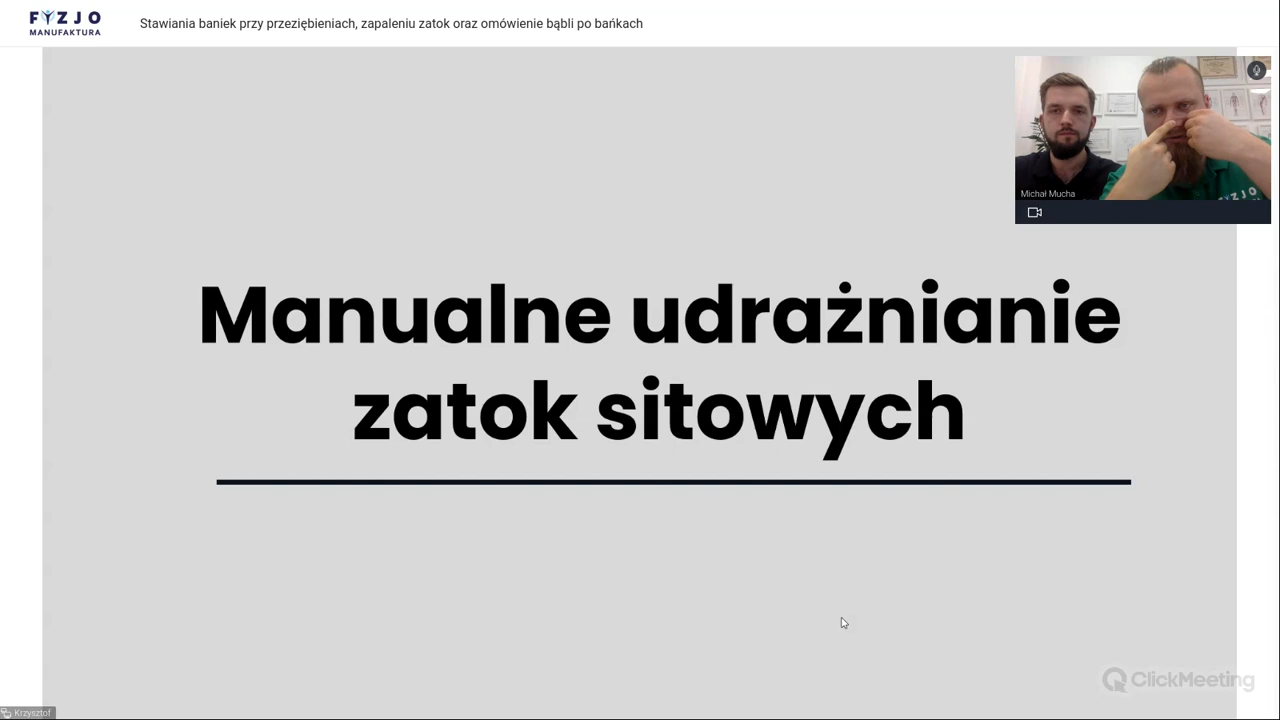 FYZJO
MANUFAKTURA
Stawiania baniek przy przeziębieniach, zapaleniu zatok oraz omówienie bąbli po bańkach
Michał Mucha
Manualne udrażnianie
zatok sitowych
ClickMeeting
Krzysztof